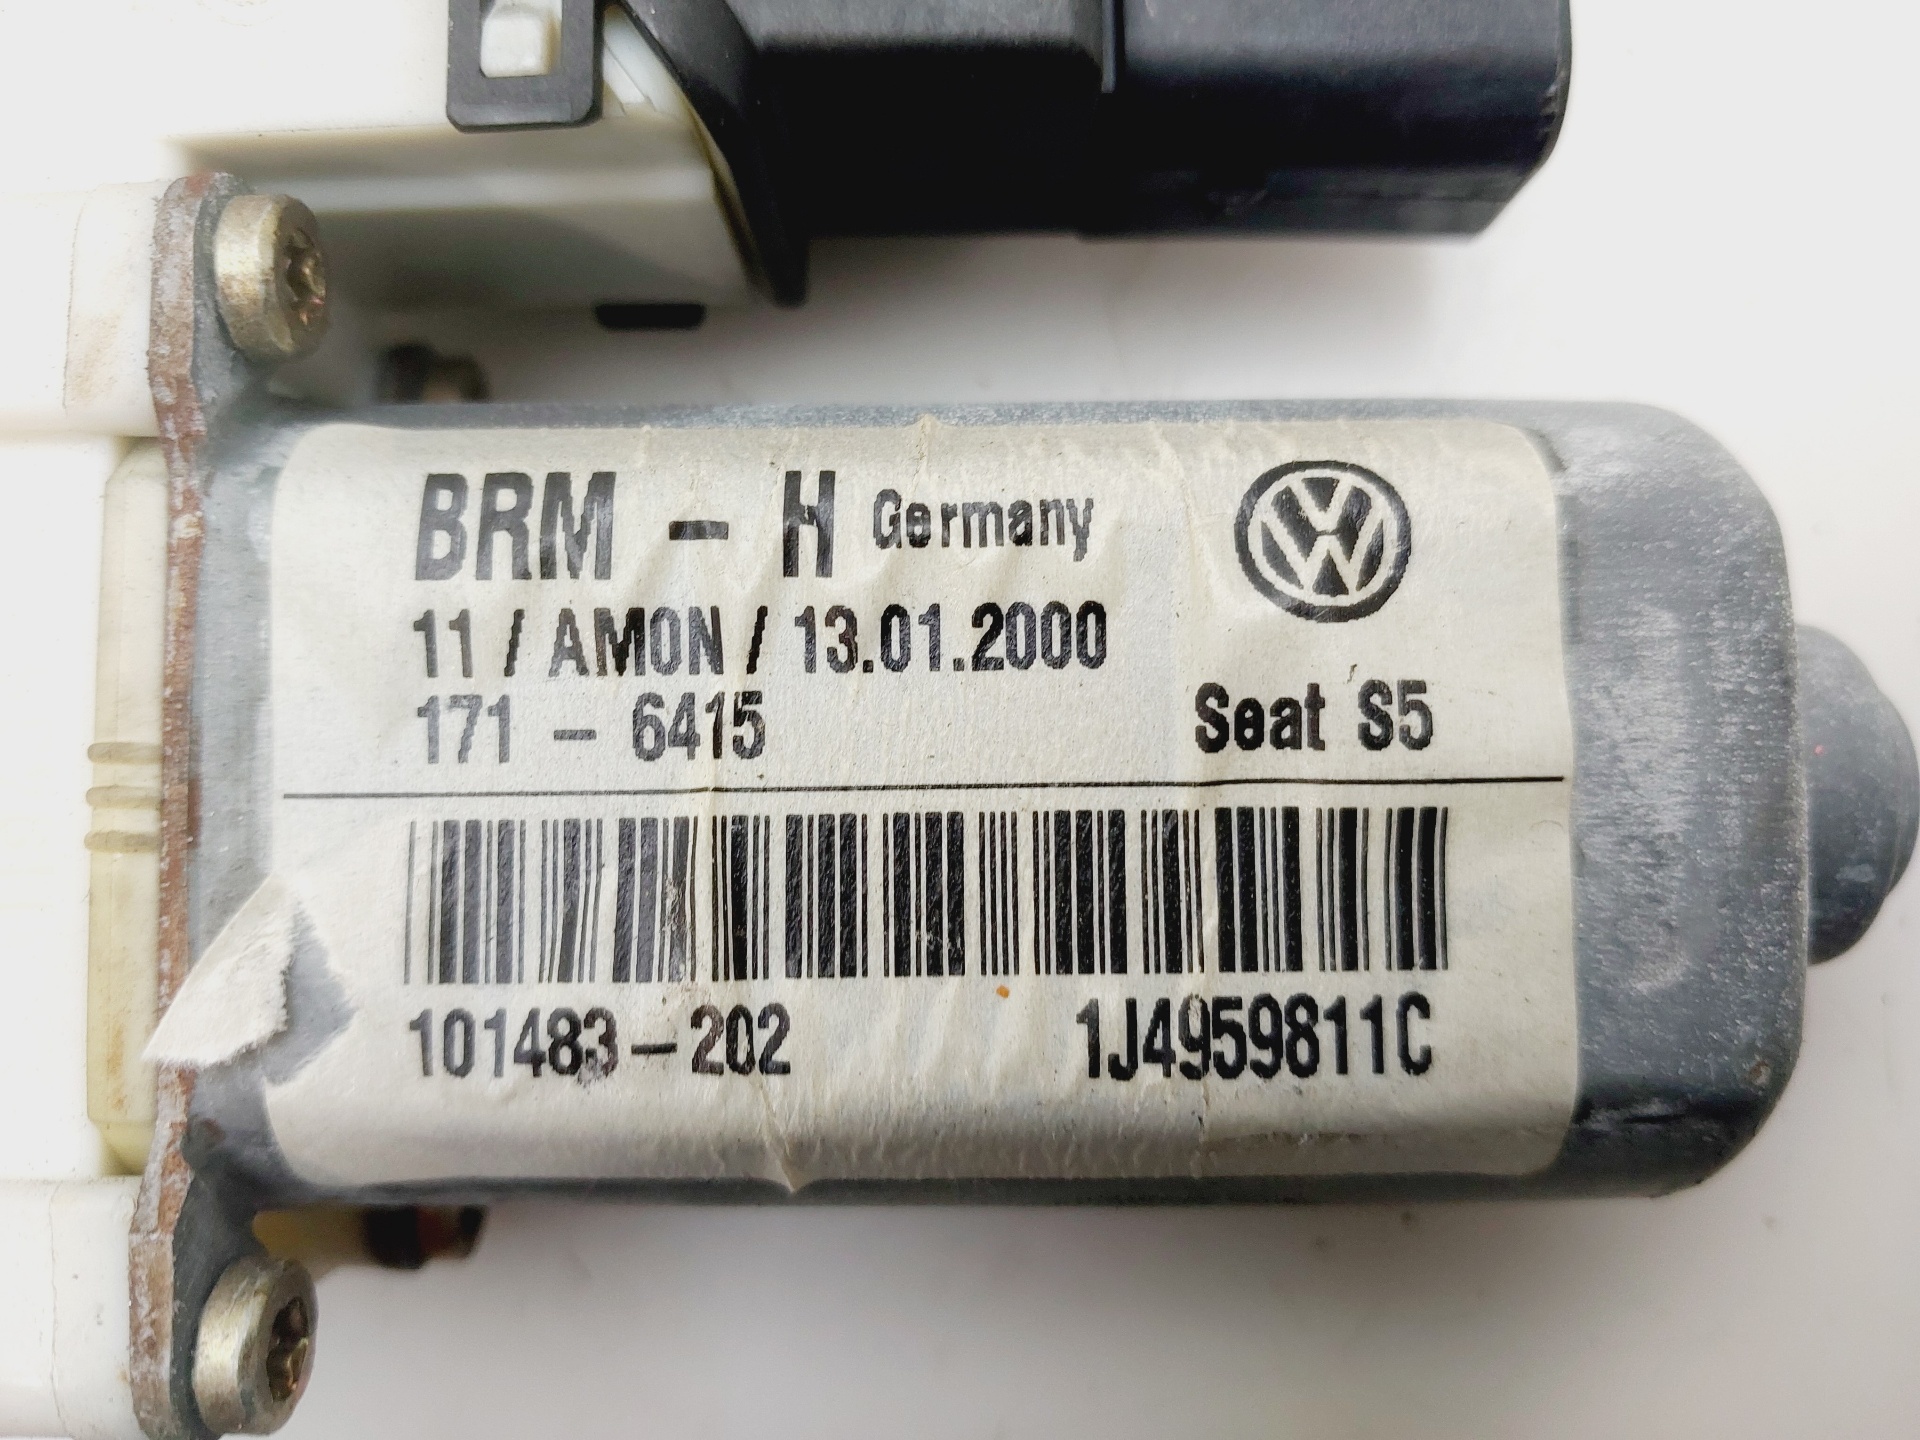 BRM - H Germany
11 / AMON / 13.01.2000
171 - 6415 Seat S5
101483-202 1J4959811C